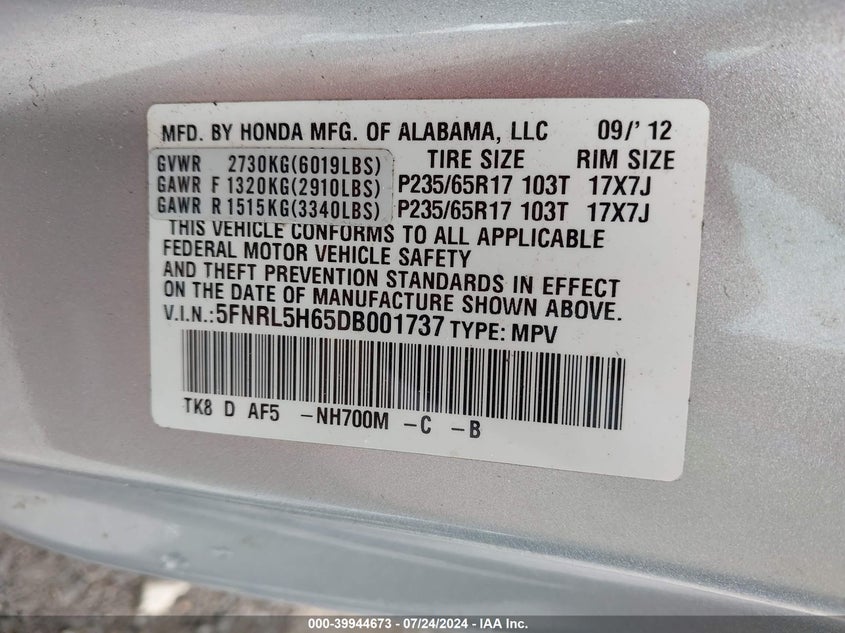 MFD. BY HONDA MFG. OF ALABAMA, LLC 09/' 12
GVWR 2730KG(6019LBS) TIRE SIZE RIM SIZE
GAWR F 1320KG(2910LBS) P235/65R17 103T 17X7J
GAWR R 1515KG(3340LBS) P235/65R17 103T 17X7J
THIS VEHICLE CONFORMS TO ALL APPLICABLE
FEDERAL MOTOR VEHICLE SAFETY
AND THEFT PREVENTION STANDARDS IN EFFECT
ON THE DATE OF MANUFACTURE SHOWN ABOVE.
V.I.N.:5FNRL5H65DB001737 TYPE: MPV
TK8 D AF5 -NH700M -C -B
000-39944673 - 07/24/2024 - IAA Inc.